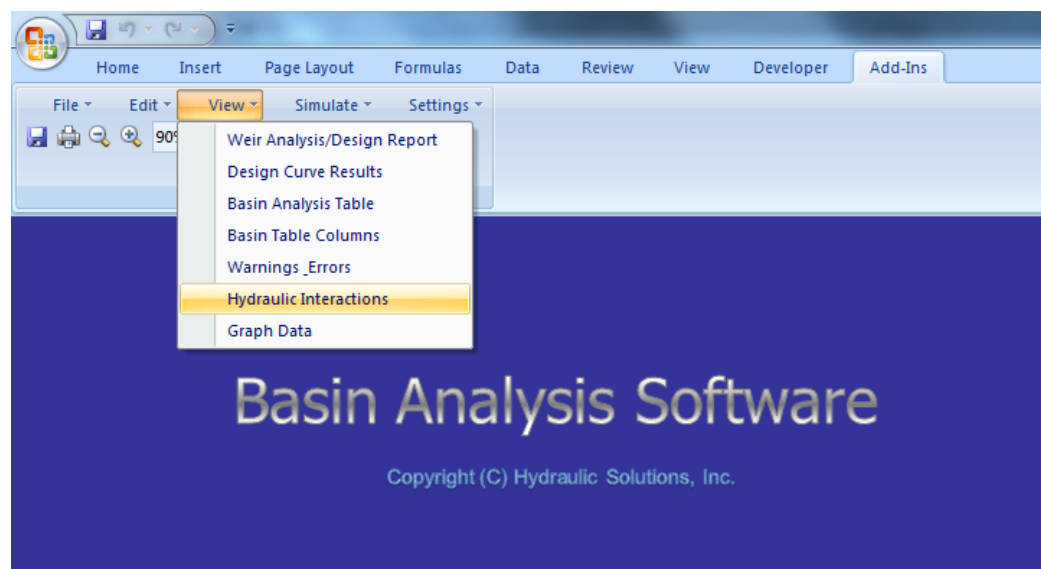 Home Insert Page Layout Formulas Data Review View Developer Add-Ins
File Edit View Simulate Settings
Weir Analysis/Design Report
Design Curve Results
Basin Analysis Table
Basin Table Columns
Warnings _Errors
Hydraulic Interactions
Graph Data
Basin Analysis Software
Copyright (C) Hydraulic Solutions, Inc.